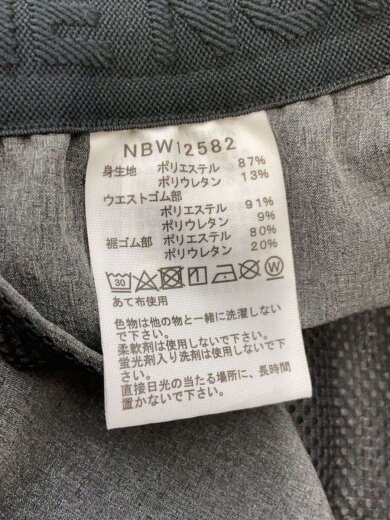 NBW12582
身生地 ポリエステル 87%
ポリウレタン 13%
ウエストゴム部
ポリエステル 91%
ポリウレタン 9%
裾ゴム部 ポリエステル 80%
ポリウレタン 20%
30 W
あて布使用
色物は他の物と一緒に洗濯しない
で下さい。
柔軟剤は使用しないで下さい。
蛍光剤入り洗剤は使用しないで
下さい。
直接日光の当たる場所に、長時間
置かないで下さい。